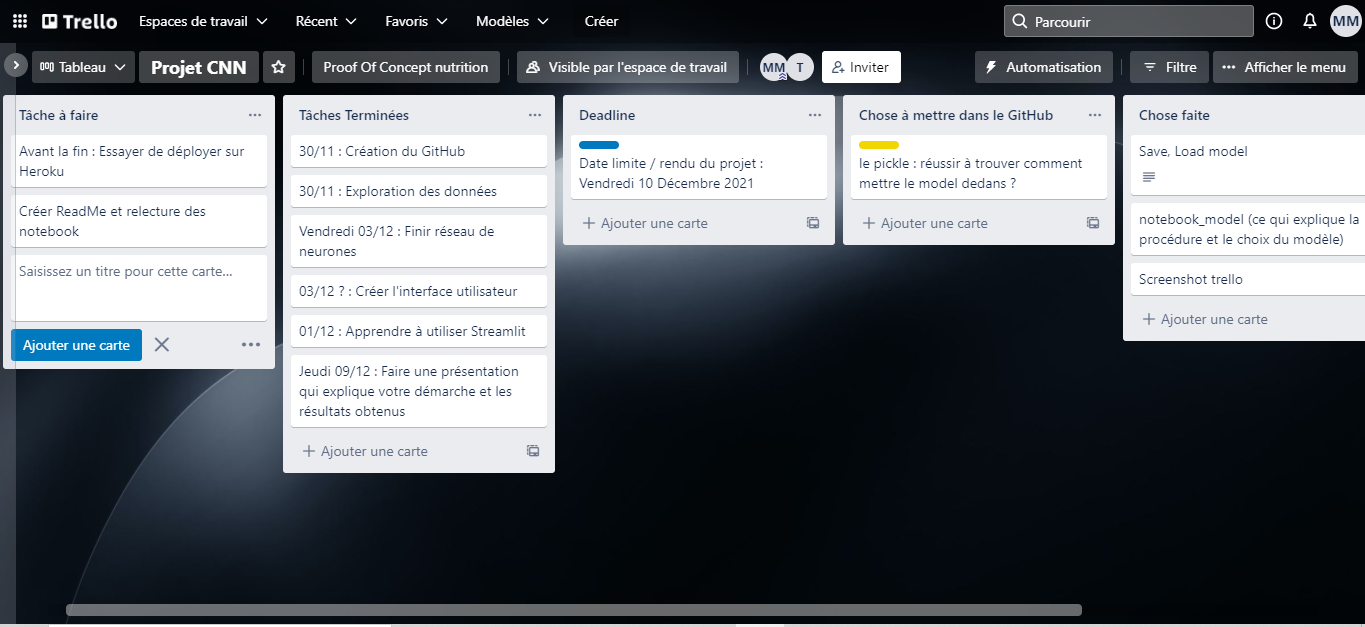 Trello
Espaces de travail
Récent
Favoris
Modèles
Créer
Parcourir
MM
Tableau
Projet CNN
Proof Of Concept nutrition
Visible par l'espace de travail
MM
T
Inviter
Automatisation
Filtre
Afficher le menu
Tâche à faire
Avant la fin : Essayer de déployer sur
Heroku
Créer ReadMe et relecture des
notebook
Saisissez un titre pour cette carte…
Ajouter une carte
Tâches Terminées
30/11 : Création du GitHub
30/11 : Exploration des données
Vendredi 03/12 : Finir réseau de
neurones
03/12 ? : Créer l'interface utilisateur
01/12 : Apprendre à utiliser Streamlit
Jeudi 09/12 : Faire une présentation
qui explique votre démarche et les
résultats obtenus
Ajouter une carte
Deadline
Date limite / rendu du projet :
Vendredi 10 Décembre 2021
Ajouter une carte
Chose à mettre dans le GitHub
le pickle : réussir à trouver comment
mettre le model dedans ?
Ajouter une carte
Chose faite
Save, Load model
notebook_model (ce qui explique la
procédure et le choix du modèle)
Screenshot trello
Ajouter une carte